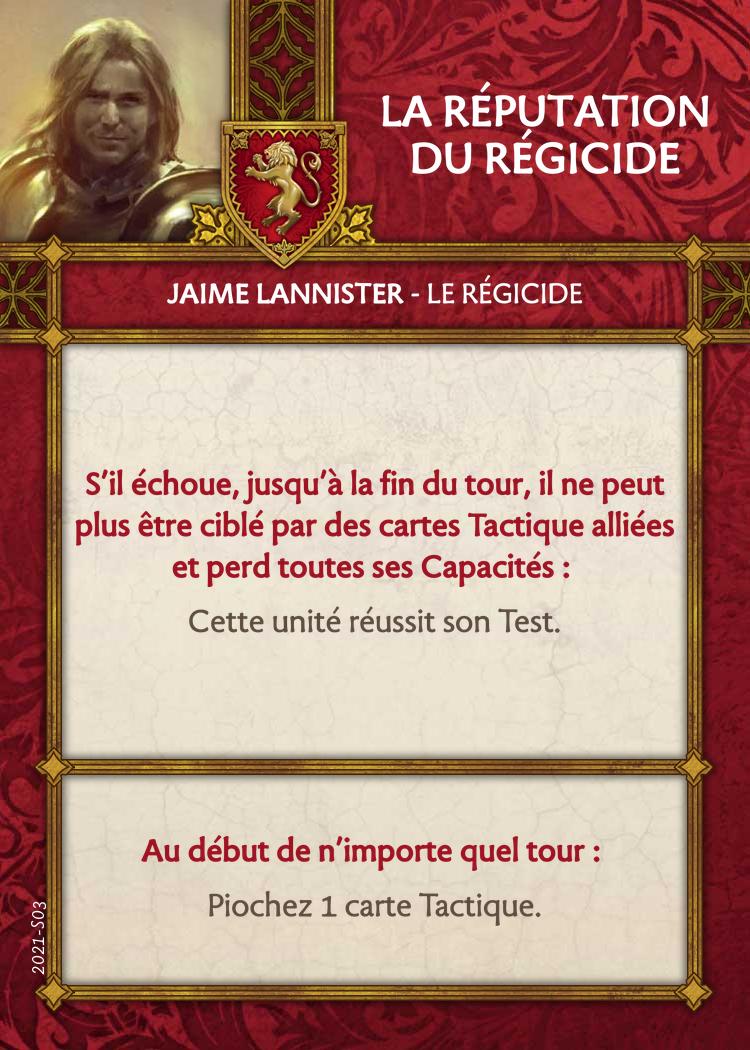 LA RÉPUTATION
DU RÉGICIDE
JAIME LANNISTER - LE RÉGICIDE
S'il échoue, jusqu'à la fin du tour, il ne peut
plus être ciblé par des cartes Tactique alliées
et perd toutes ses Capacités :
Cette unité réussit son Test.
Au début de n'importe quel tour :
Piochez 1 carte Tactique.
2021-S03